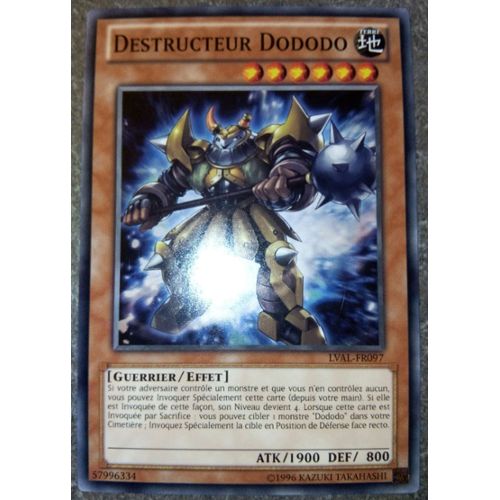 DESTRUCTEUR DODODO
TERRE
地
LVAL-FR097
[GUERRIER/EFFET]
Si votre adversaire contrôle un monstre et que vous n'en contrôlez aucun,
vous pouvez Invoquer Spécialement cette carte (depuis votre main). Si elle
est Invoquée de cette façon, son Niveau devient 4. Lorsque cette carte est
Invoquée par Sacrifice : vous pouvez cibler 1 monstre "Dododo" dans votre
Cimetière ; Invoquez Spécialement la cible en Position de Défense face recto.
ATK/1900 DEF/ 800
57996334
©1996 KAZUKI TAKAHASHI